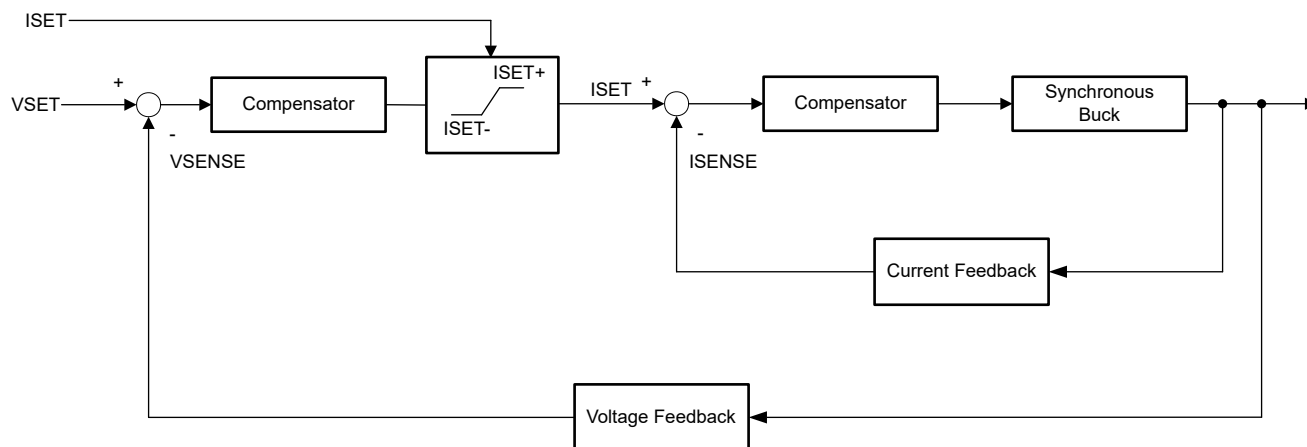 ISET
VSET
+
-
VSENSE
Compensator
ISET+
ISET-
ISET
+
-
ISENSE
Compensator
Synchronous
Buck
Current Feedback
Voltage Feedback